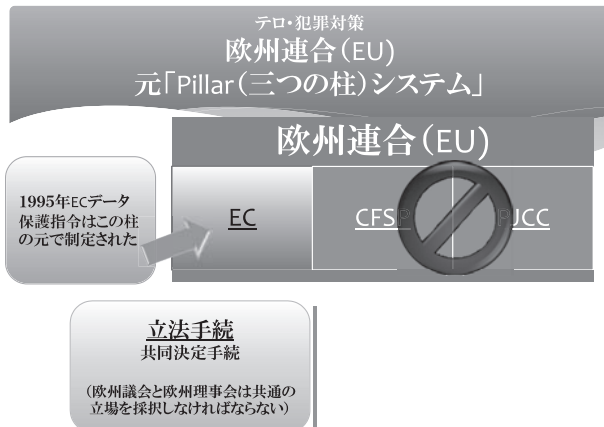 テロ・犯罪対策
欧州連合(EU)
元「Pillar(三つの柱)システム」
欧州連合(EU)
1995年ECデータ
保護指令はこの柱
の元で制定された
EC
CFSP
PJCC
立法手続
共同決定手続
(欧州議会と欧州理事会は共通の
立場を採択しなければならない)